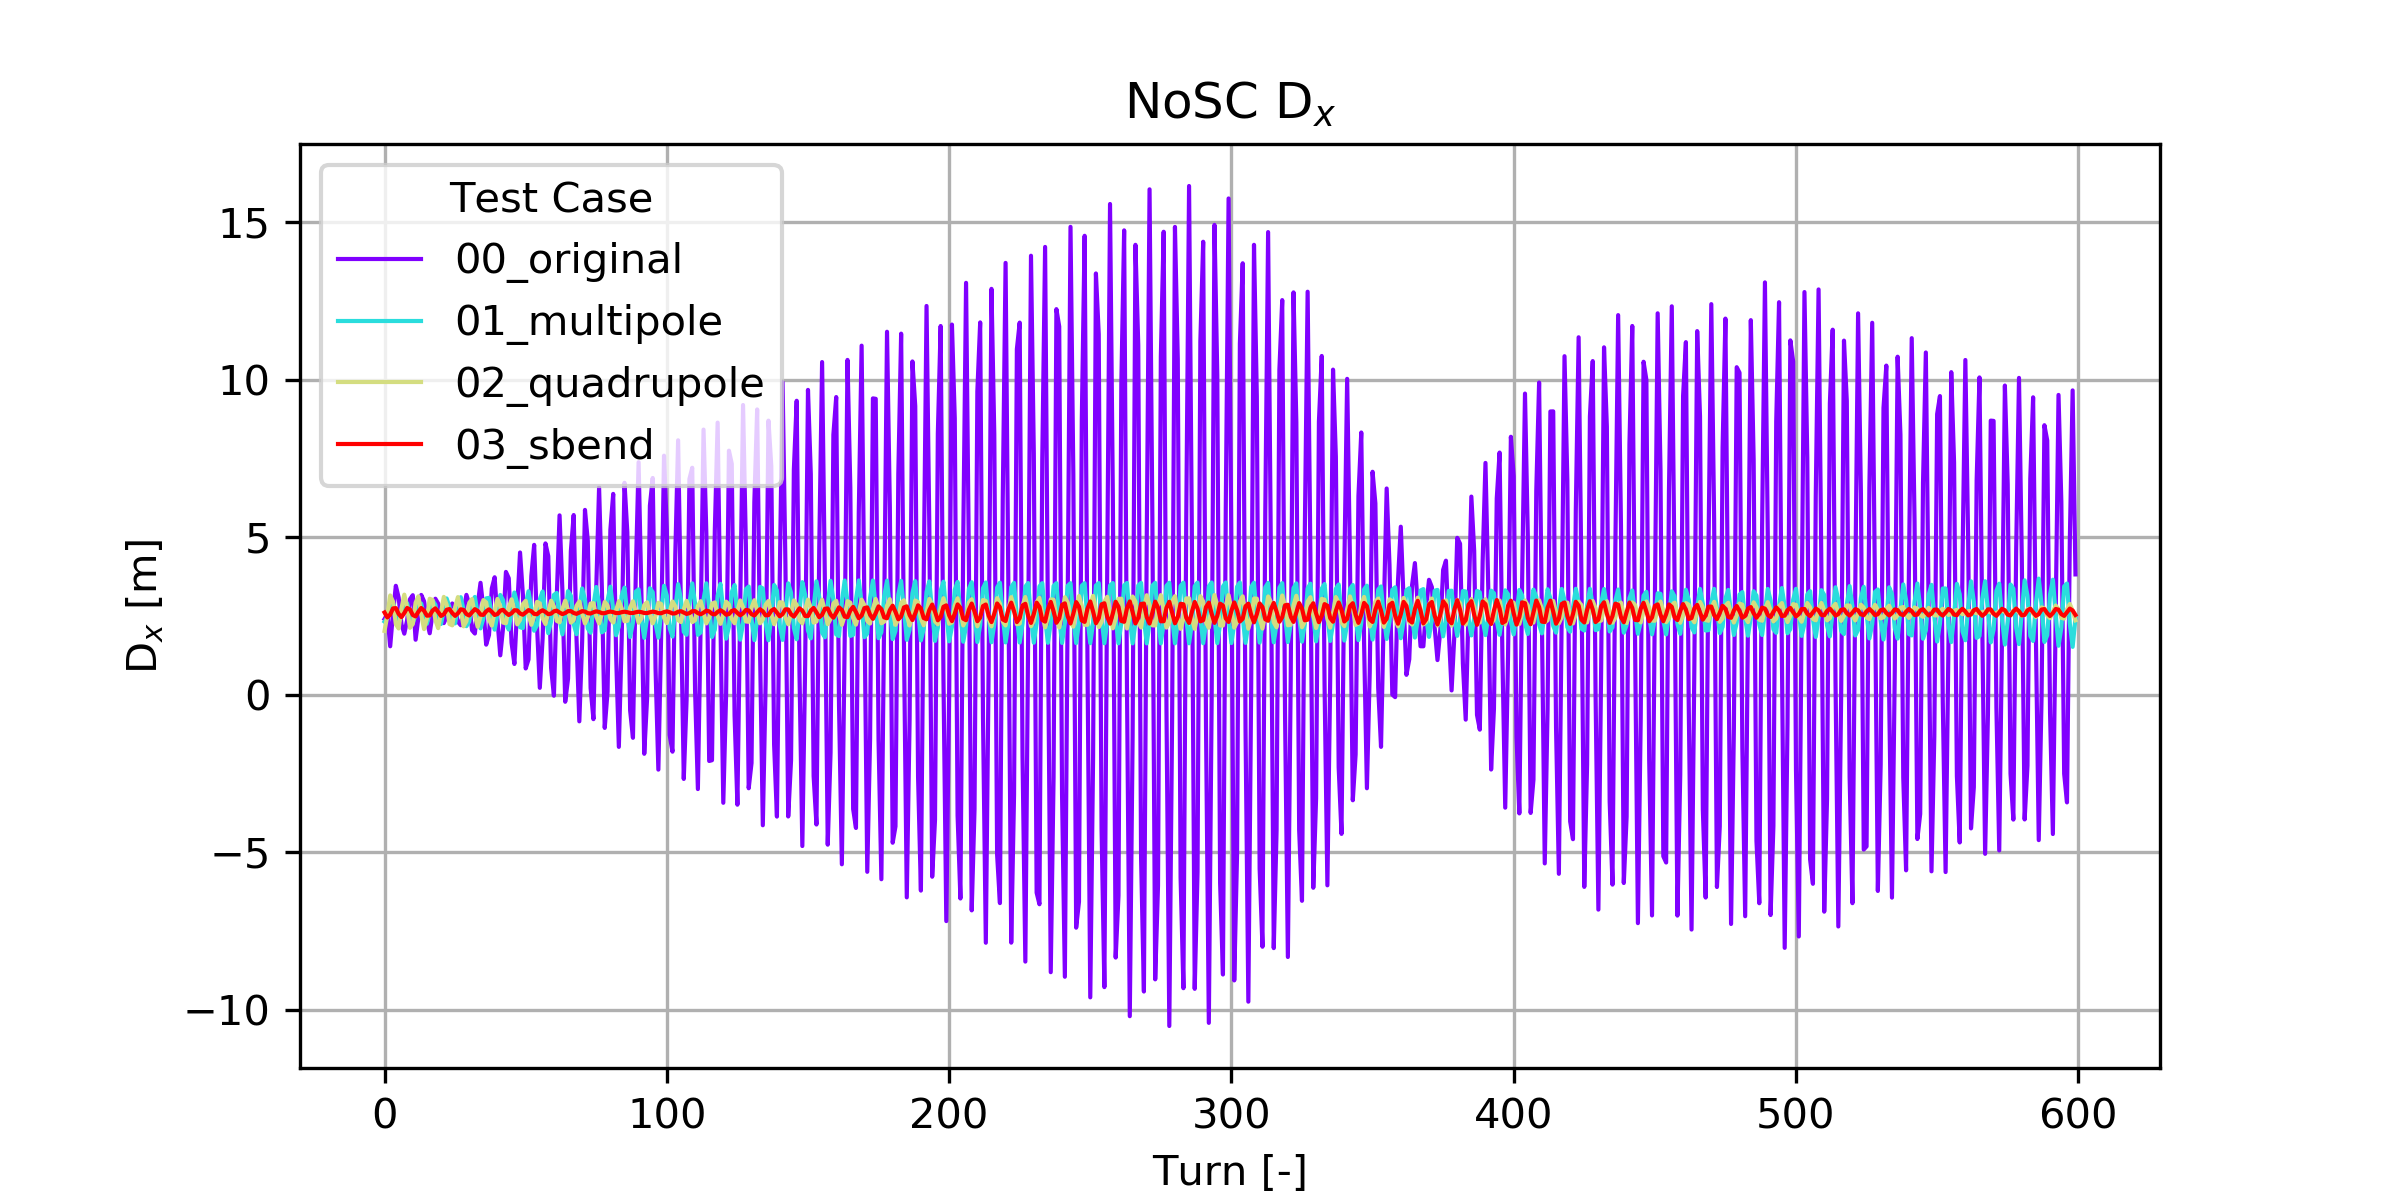 NoSC Dₓ
Test Case
00_original
01_multipole
02_quadrupole
03_sbend
15
10
5
0
−5
−10
Dₓ [m]
0 100 200 300 400 500 600
Turn [-]